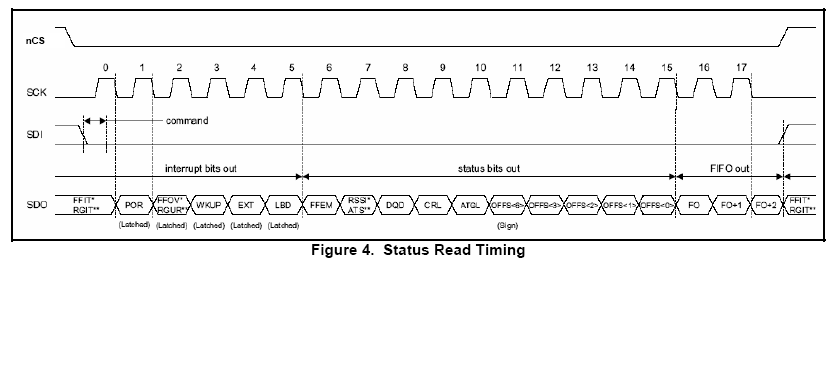 nCS
0 1 2 3 4 5 6 7 8 9 10 11 12 13 14 15 16 17
SCK
command
SDI
interrupt bits out status bits out FIFO out
SDO
FFIT* RGIT** POR FFOV* RGUR** WKUP EXT LBD FFEM RSSI* ATS** DQD CRL ATGL OFFS<6> OFFS<3> OFFS<2> OFFS<1> OFFS<0> FO FO+1 FO+2 FFIT* RGIT**
(Latched) (Latched) (Latched) (Latched) (Latched) (Sign)
Figure 4. Status Read Timing